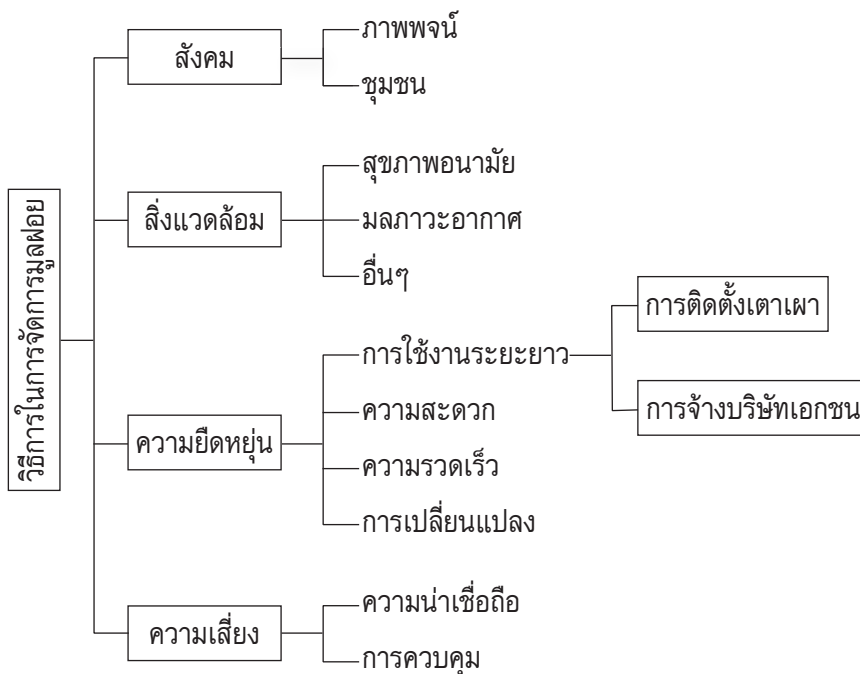 วิธีการในการจัดการมูลฝอย
สังคม
ภาพพจน์
ชุมชน
สิ่งแวดล้อม
สุขภาพอนามัย
มลภาวะอากาศ
อื่นๆ
ความยืดหยุ่น
การใช้งานระยะยาว
ความสะดวก
ความรวดเร็ว
การเปลี่ยนแปลง
การติดตั้งเตาเผา
การจ้างบริษัทเอกชน
ความเสี่ยง
ความน่าเชื่อถือ
การควบคุม